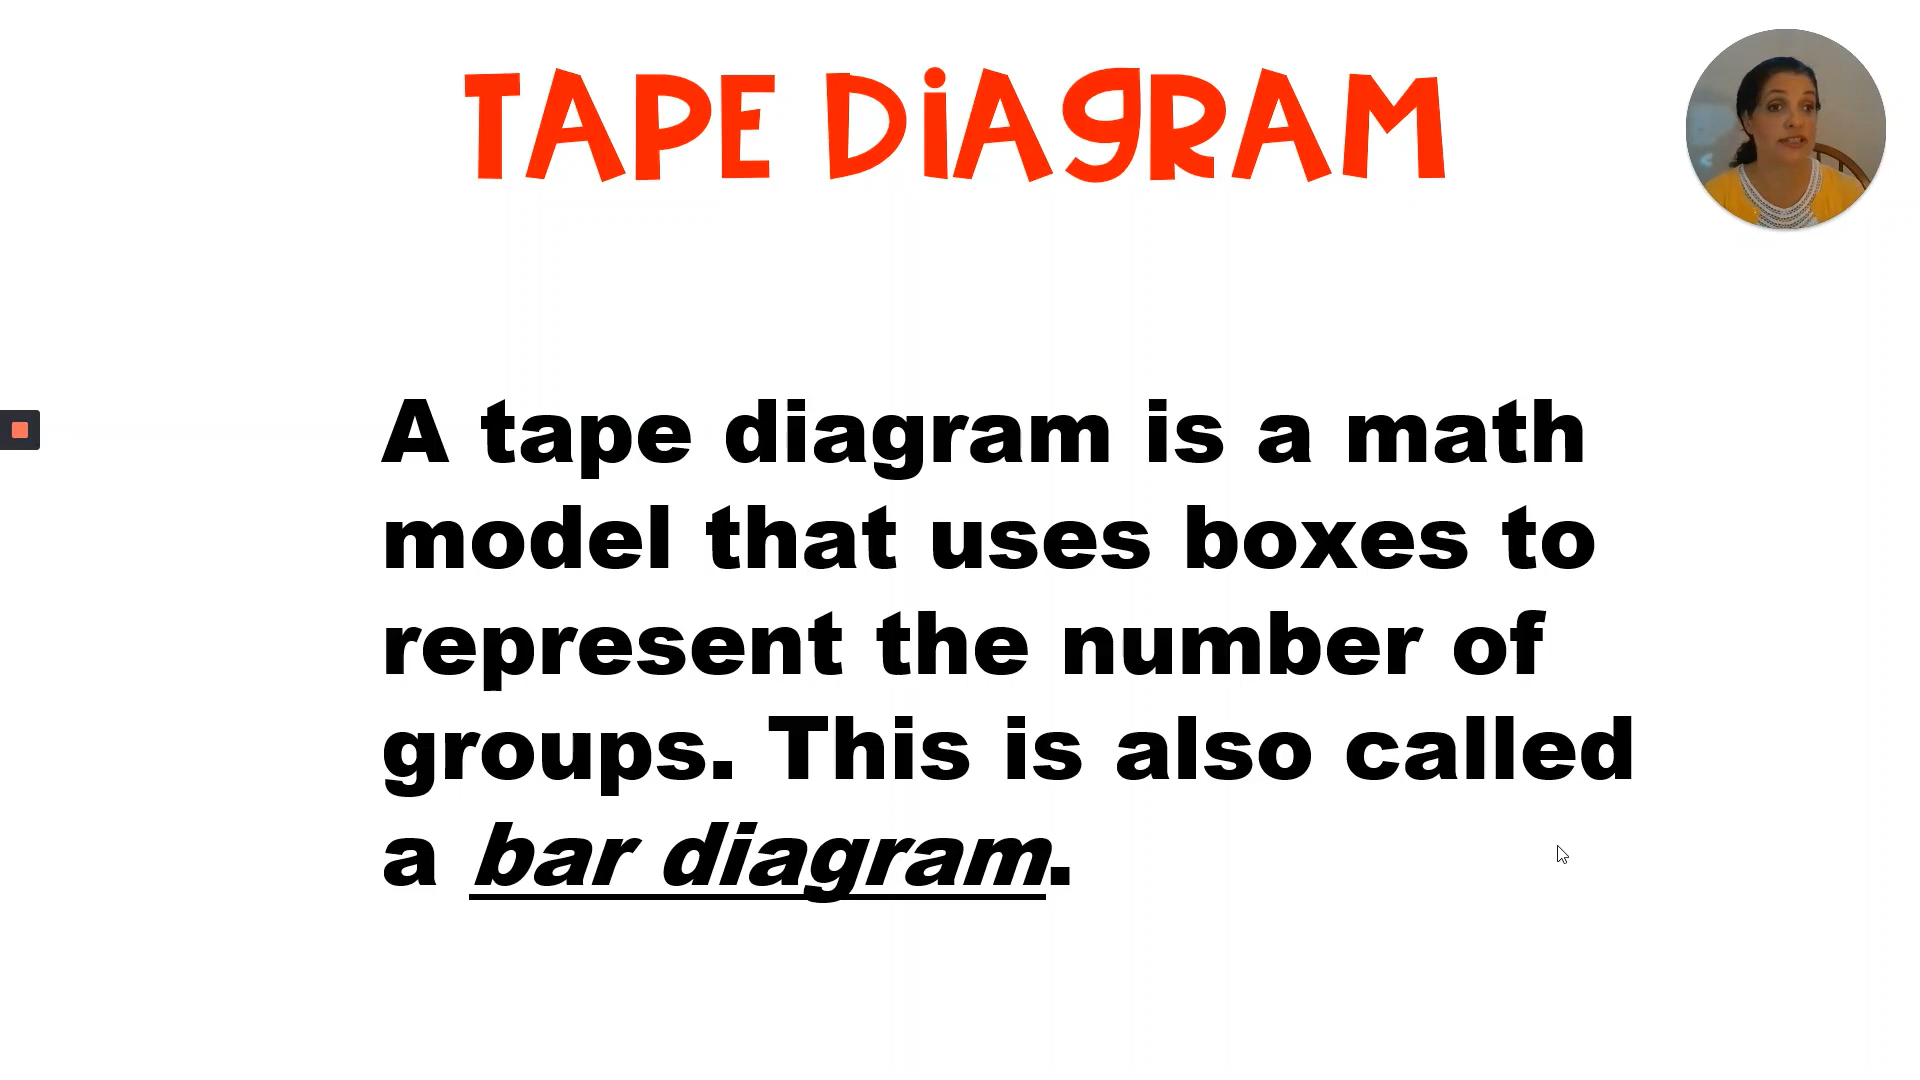 TAPE DiAgRAM
A tape diagram is a math
model that uses boxes to
represent the number of
groups. This is also called
a bar diagram.